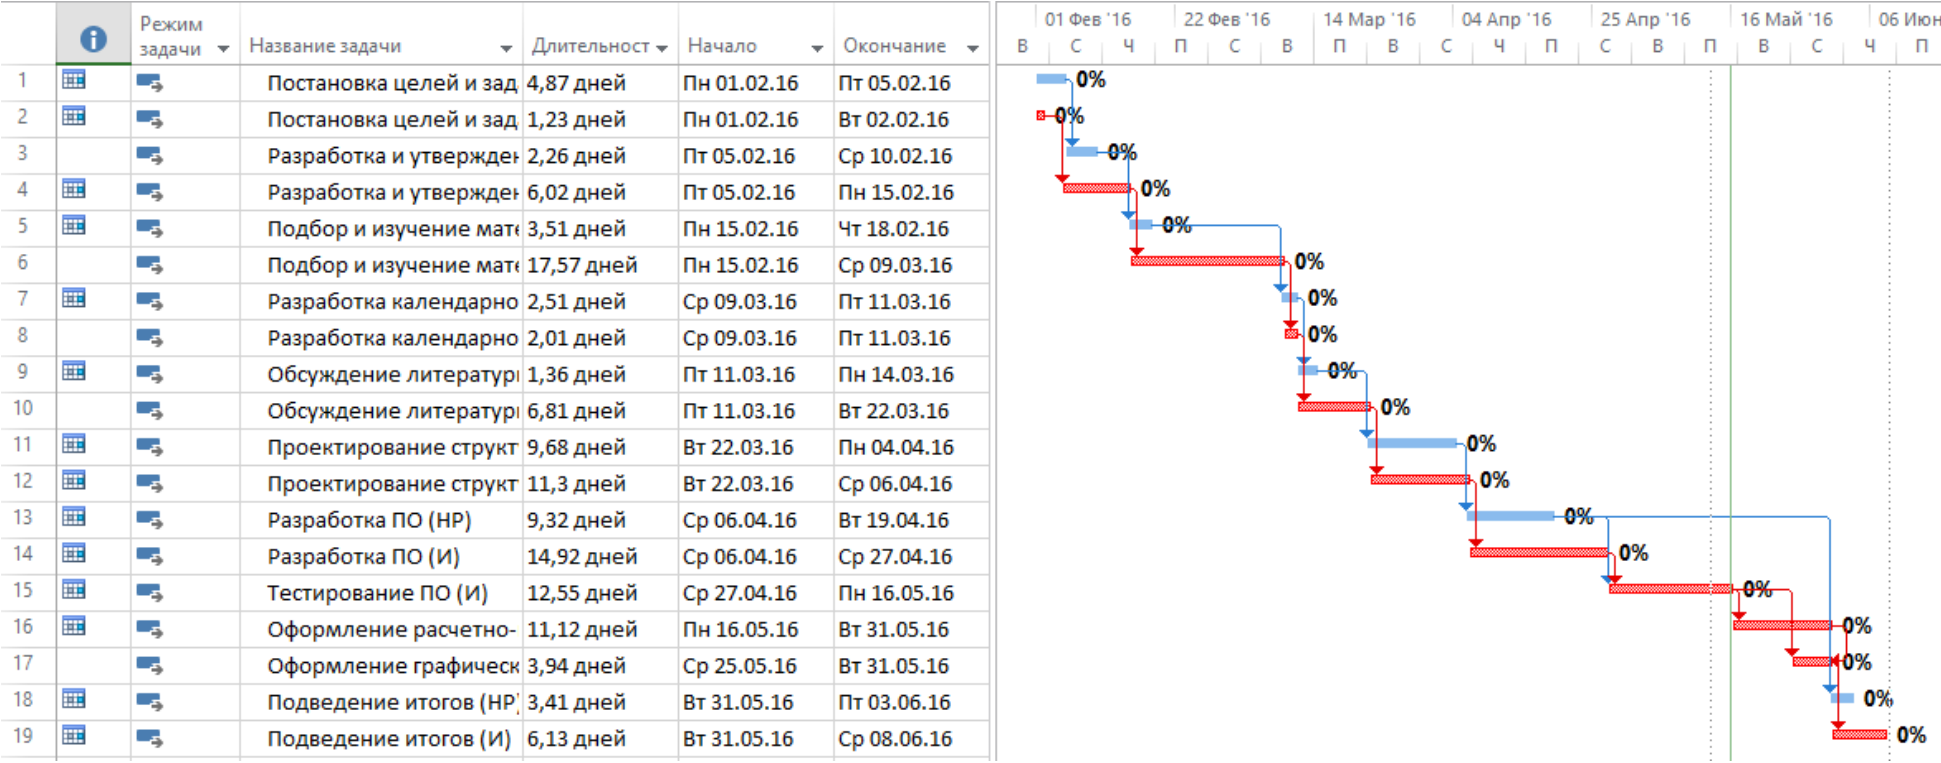 Режим задачи Название задачи Длительност Начало Окончание
01 Фев '16 22 Фев '16 14 Мар '16 04 Апр '16 25 Апр '16 16 Май '16 06 Июн
В С Ч П С В П В С Ч П С В П В С Ч П
1 Постановка целей и зад 4,87 дней Пн 01.02.16 Пт 05.02.16 0%
2 Постановка целей и зад 1,23 дней Пн 01.02.16 Вт 02.02.16 0%
3 Разработка и утвержден 2,26 дней Пт 05.02.16 Ср 10.02.16 0%
4 Разработка и утвержден 6,02 дней Пт 05.02.16 Пн 15.02.16 0%
5 Подбор и изучение мате 3,51 дней Пн 15.02.16 Чт 18.02.16 0%
6 Подбор и изучение мате 17,57 дней Пн 15.02.16 Ср 09.03.16 0%
7 Разработка календарно 2,51 дней Ср 09.03.16 Пт 11.03.16 0%
8 Разработка календарно 2,01 дней Ср 09.03.16 Пт 11.03.16 0%
9 Обсуждение литератур 1,36 дней Пт 11.03.16 Пн 14.03.16 0%
10 Обсуждение литератур 6,81 дней Пт 11.03.16 Вт 22.03.16 0%
11 Проектирование структ 9,68 дней Вт 22.03.16 Пн 04.04.16 0%
12 Проектирование структ 11,3 дней Вт 22.03.16 Ср 06.04.16 0%
13 Разработка ПО (НР) 9,32 дней Ср 06.04.16 Вт 19.04.16 0%
14 Разработка ПО (И) 14,92 дней Ср 06.04.16 Ср 27.04.16 0%
15 Тестирование ПО (И) 12,55 дней Ср 27.04.16 Пн 16.05.16 0%
16 Оформление расчетно- 11,12 дней Пн 16.05.16 Вт 31.05.16 0%
17 Оформление графическ 3,94 дней Ср 25.05.16 Вт 31.05.16 0%
18 Подведение итогов (НР) 3,41 дней Вт 31.05.16 Пт 03.06.16 0%
19 Подведение итогов (И) 6,13 дней Вт 31.05.16 Ср 08.06.16 0%